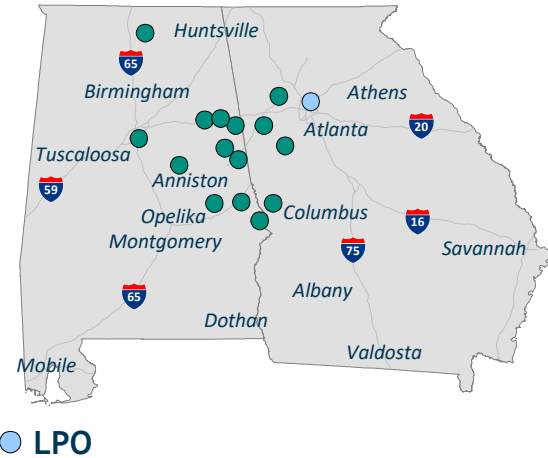 Huntsville
65
Birmingham
Athens
20
Atlanta
Tuscaloosa
Anniston
59
Opelika
Columbus
16
Montgomery
75
Savannah
65
Albany
Dothan
Valdosta
Mobile
LPO